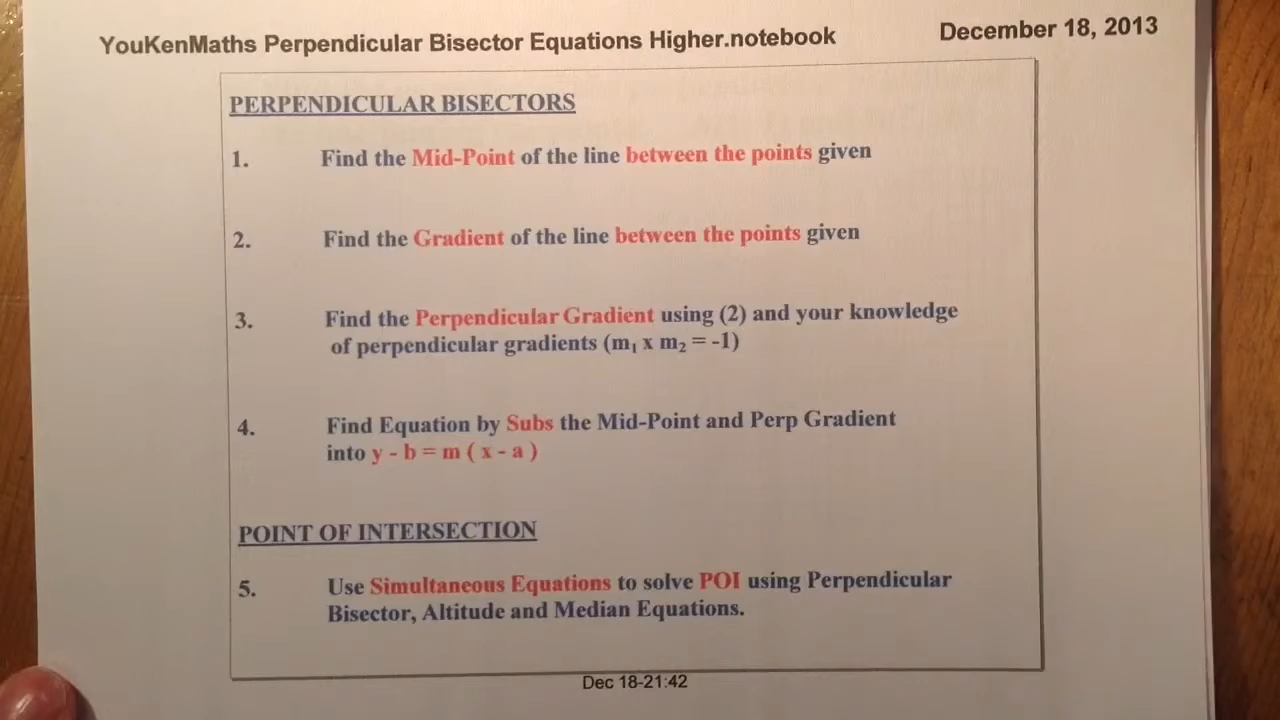 YouKenMaths Perpendicular Bisector Equations Higher.notebook December 18, 2013
PERPENDICULAR BISECTORS
1. Find the Mid-Point of the line between the points given
2. Find the Gradient of the line between the points given
3. Find the Perpendicular Gradient using (2) and your knowledge
of perpendicular gradients (m₁ x m₂ = -1)
4. Find Equation by Subs the Mid-Point and Perp Gradient
into y - b = m ( x - a )
POINT OF INTERSECTION
5. Use Simultaneous Equations to solve POI using Perpendicular
Bisector, Altitude and Median Equations.
Dec 18-21:42